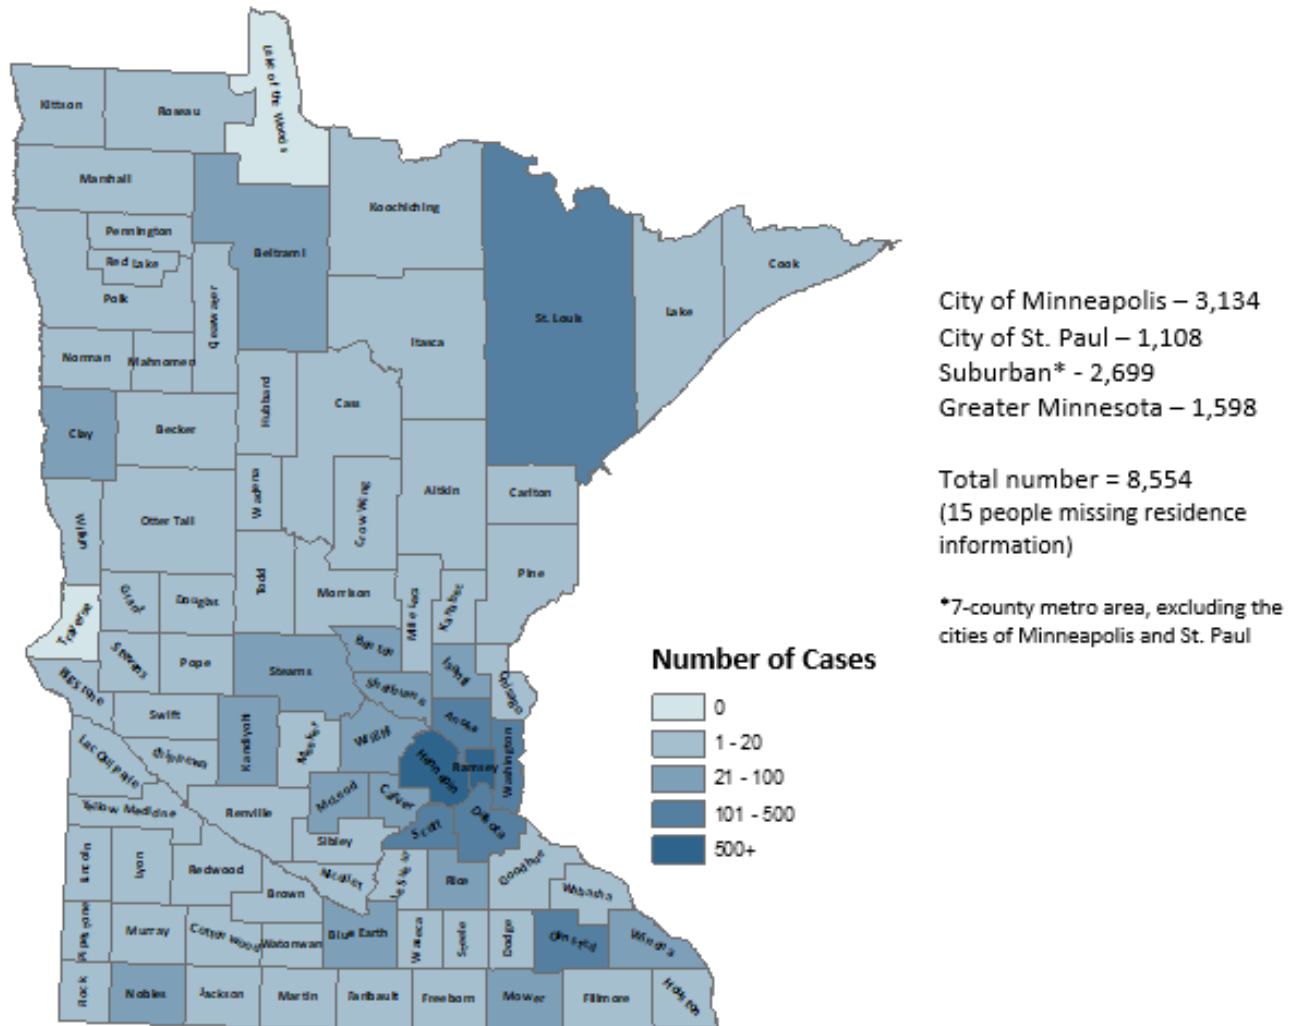 Lake of the Woods
Kittson
Roseau
Marshall
Koochiching
Pennington
Beltrami
Red Lake
Cook
Polk
Clearwater
Lake
St. Louis
Itasca
Norman
Mahnomen
Hubbard
Cass
Clay
Becker
Wadena
Crow Wing
Aitkin
Carlton
Wilkin
Otter Tail
Todd
Pine
Grant
Douglas
Morrison
Mille Lacs
Kanabec
Traverse
Stevens
Pope
Stearns
Benton
Isanti
Chisago
Big Stone
Swift
Kandiyohi
Meeker
Sherburne
Wright
Anoka
Washington
Lac Qui Parle
Chippewa
Hennepin
Ramsey
Yellow Medicine
Renville
McLeod
Carver
Scott
Dakota
Sibley
Lincoln
Lyon
Redwood
Brown
Nicollet
Le Sueur
Rice
Goodhue
Wabasha
Pipestone
Murray
Cottonwood
Watonwan
Blue Earth
Waseca
Steele
Dodge
Olmsted
Winona
Rock
Nobles
Jackson
Martin
Faribault
Freeborn
Mower
Fillmore
Houston
City of Minneapolis – 3,134
City of St. Paul – 1,108
Suburban* - 2,699
Greater Minnesota – 1,598
Total number = 8,554
(15 people missing residence
information)
*7-county metro area, excluding the
cities of Minneapolis and St. Paul
Number of Cases
0
1 - 20
21 - 100
101 - 500
500+